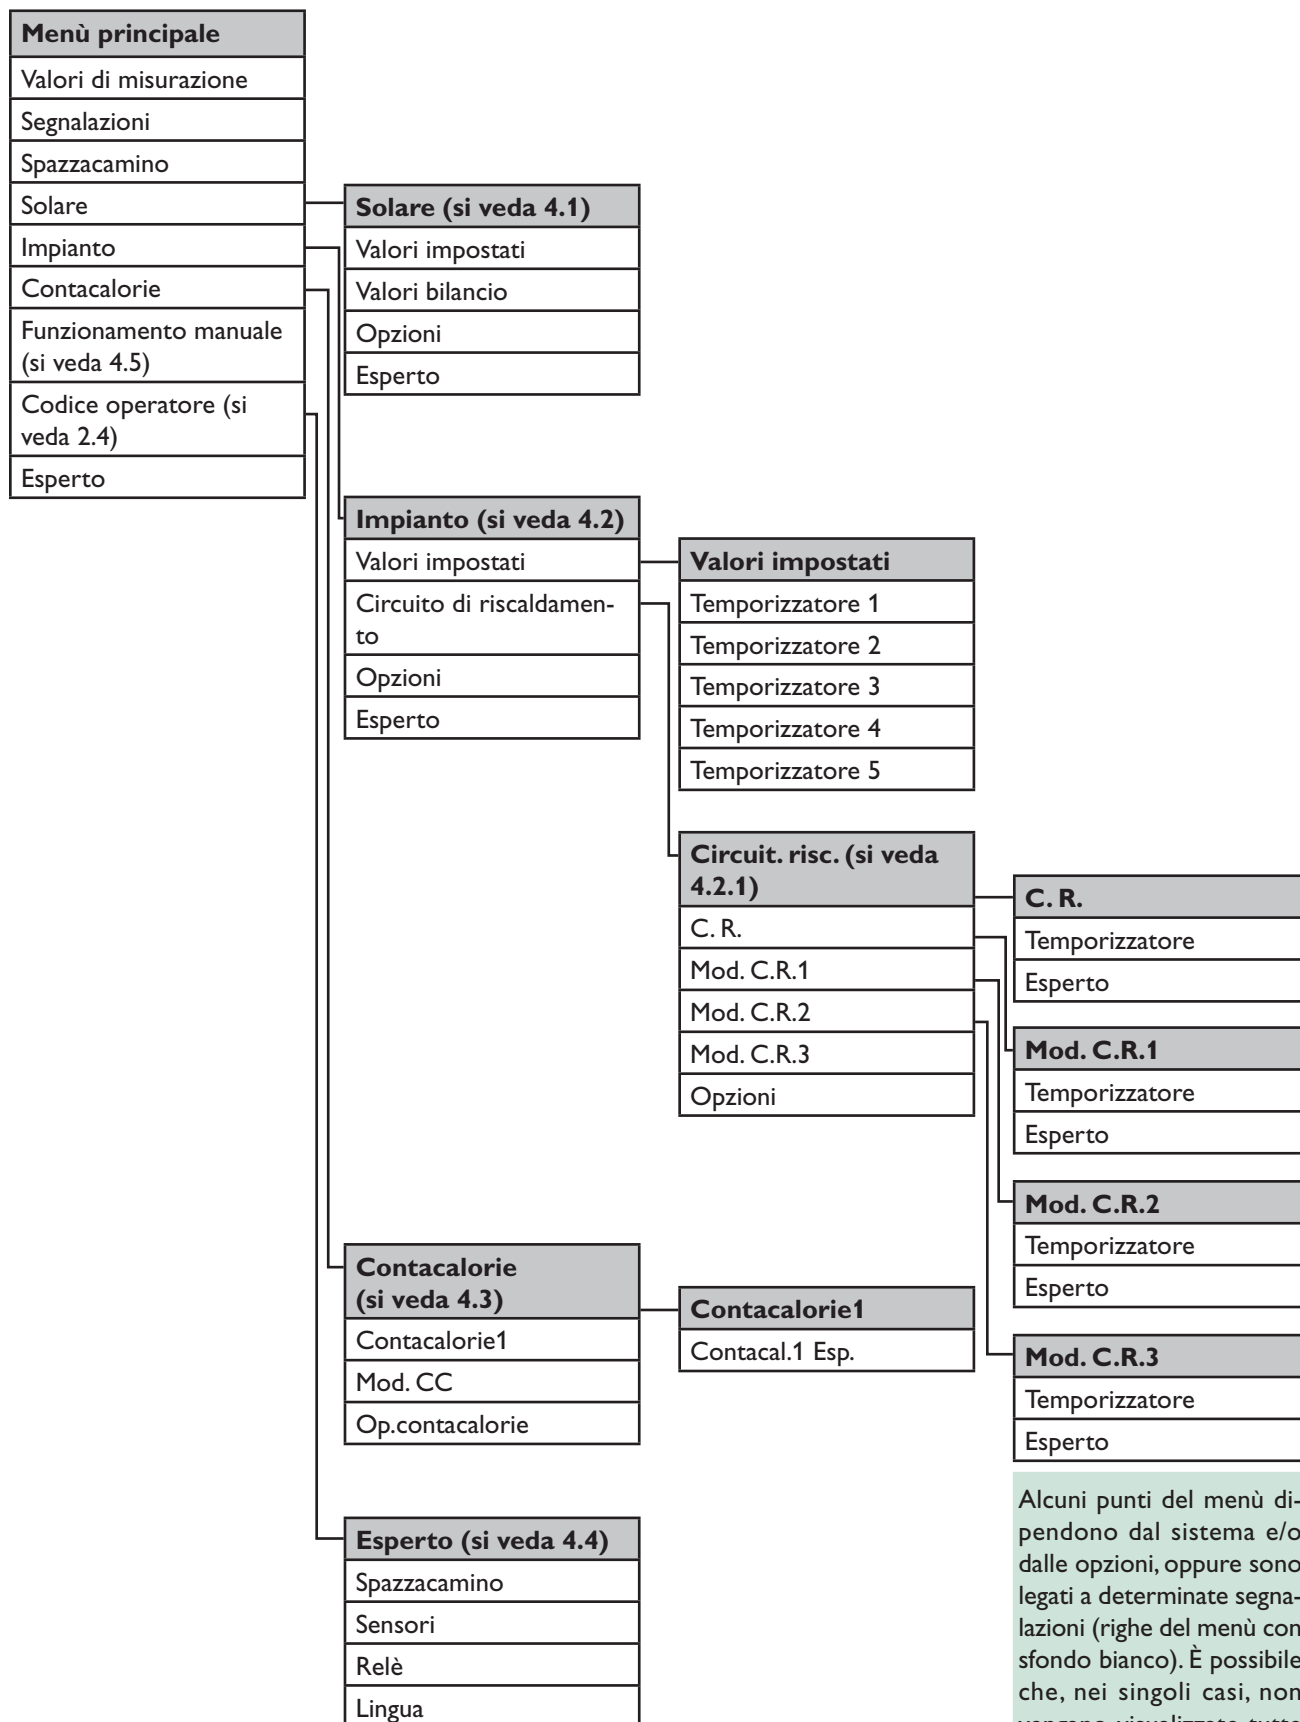 Menù principale
Valori di misurazione
Segnalazioni
Spazzacamino
Solare
Impianto
Contacalorie
Funzionamento manuale
(si veda 4.5)
Codice operatore (si
veda 2.4)
Esperto
Solare (si veda 4.1)
Valori impostati
Valori bilancio
Opzioni
Esperto
Impianto (si veda 4.2)
Valori impostati
Circuito di riscaldamen-
to
Opzioni
Esperto
Valori impostati
Temporizzatore 1
Temporizzatore 2
Temporizzatore 3
Temporizzatore 4
Temporizzatore 5
Circuit. risc. (si veda
4.2.1)
C. R.
Mod. C.R.1
Mod. C.R.2
Mod. C.R.3
Opzioni
C. R.
Temporizzatore
Esperto
Mod. C.R.1
Temporizzatore
Esperto
Mod. C.R.2
Temporizzatore
Esperto
Mod. C.R.3
Temporizzatore
Esperto
Contacalorie
(si veda 4.3)
Contacalorie1
Mod. CC
Op.contacalorie
Contacalorie1
Contacal.1 Esp.
Esperto (si veda 4.4)
Spazzacamino
Sensori
Relè
Lingua
Alcuni punti del menù di-
pendono dal sistema e/o
dalle opzioni, oppure sono
legati a determinate segna-
lazioni (righe del menù con
sfondo bianco). È possibile
che, nei singoli casi, non